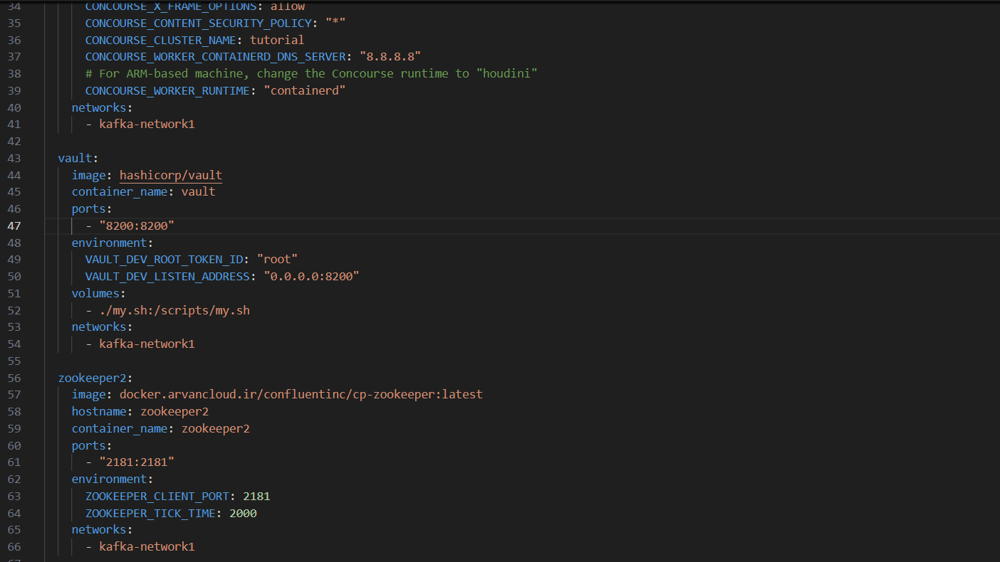 34 CONCOURSE_X_FRAME_OPTIONS: allow
35 CONCOURSE_CONTENT_SECURITY_POLICY: "*"
36 CONCOURSE_CLUSTER_NAME: tutorial
37 CONCOURSE_WORKER_CONTAINERD_DNS_SERVER: "8.8.8.8"
38 # For ARM-based machine, change the Concourse runtime to "houdini"
39 CONCOURSE_WORKER_RUNTIME: "containerd"
40 networks:
41 - kafka-network1
42
43 vault:
44 image: hashicorp/vault
45 container_name: vault
46 ports:
47 - "8200:8200"
48 environment:
49 VAULT_DEV_ROOT_TOKEN_ID: "root"
50 VAULT_DEV_LISTEN_ADDRESS: "0.0.0.0:8200"
51 volumes:
52 - ./my.sh:/scripts/my.sh
53 networks:
54 - kafka-network1
55
56 zookeeper2:
57 image: docker.arvancloud.ir/confluentinc/cp-zookeeper:latest
58 hostname: zookeeper2
59 container_name: zookeeper2
60 ports:
61 - "2181:2181"
62 environment:
63 ZOOKEEPER_CLIENT_PORT: 2181
64 ZOOKEEPER_TICK_TIME: 2000
65 networks:
66 - kafka-network1
67